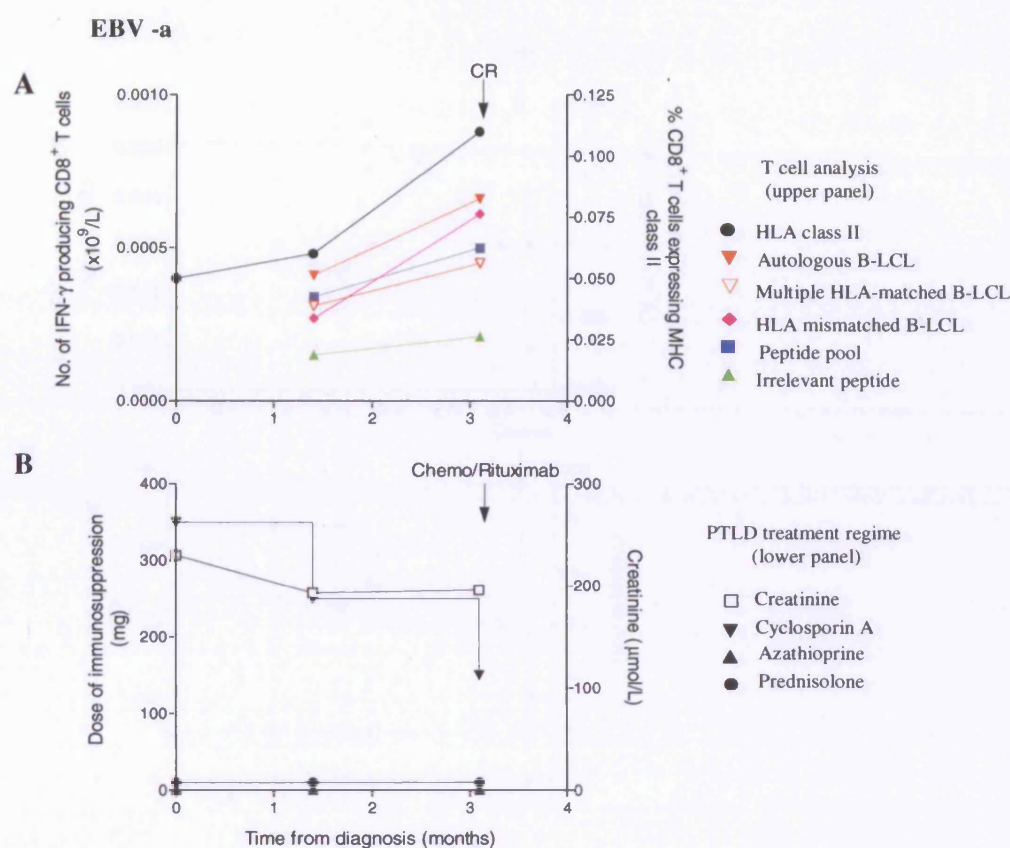 EBV -a
A
CR
No. of IFN-γ producing CD8⁺ T cells
(x10⁹/L)
0.0010
0.0005
0.0000
0
1
2
3
4
0.125
0.100
0.075
0.050
0.025
0.000
% CD8⁺ T cells expressing MHC
class II
T cell analysis
(upper panel)
HLA class II
Autologous B-LCL
Multiple HLA-matched B-LCL
HLA mismatched B-LCL
Peptide pool
Irrelevant peptide
B
Chemo/Rituximab
Dose of immunosuppression
(mg)
400
300
200
100
0
0
1
2
3
4
Time from diagnosis (months)
300
200
100
0
Creatinine (μmol/L)
PTLD treatment regime
(lower panel)
Creatinine
Cyclosporin A
Azathioprine
Prednisolone